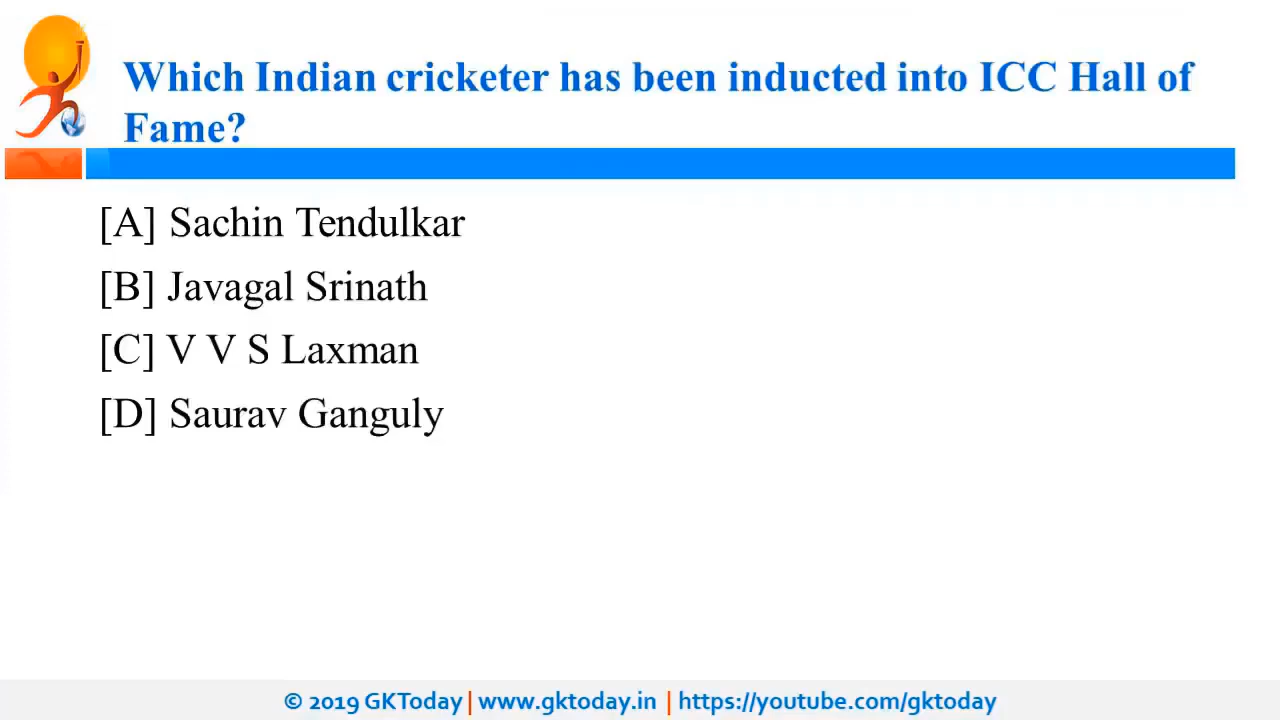 Which Indian cricketer has been inducted into ICC Hall of
Fame?
[A] Sachin Tendulkar
[B] Javagal Srinath
[C] V V S Laxman
[D] Saurav Ganguly
© 2019 GKToday | www.gktoday.in | https://youtube.com/gktoday